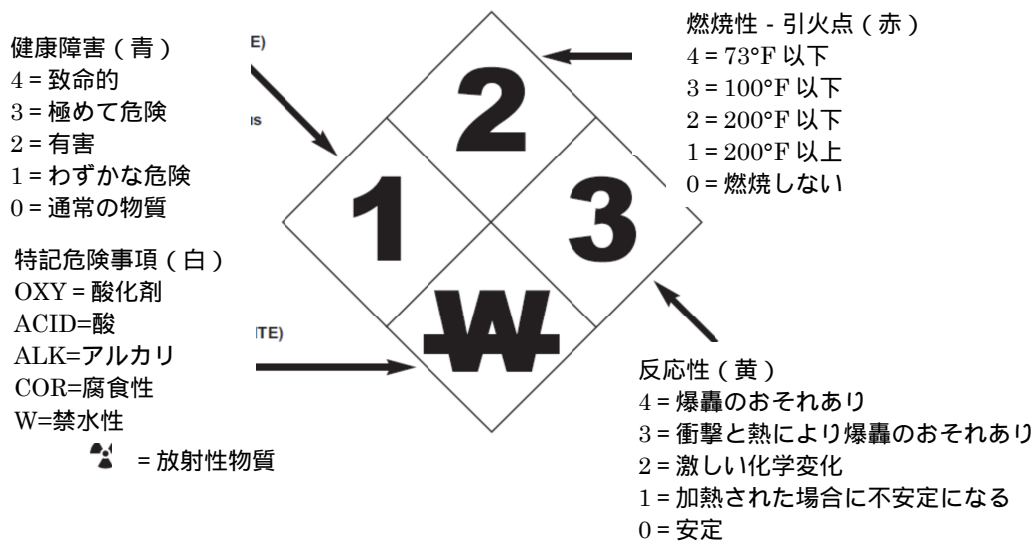 健康障害（青）
4 = 致命的
3 = 極めて危険
2 = 有害
1 = わずかな危険
0 = 通常の物質
特記危険事項（白）
OXY = 酸化剤
ACID=酸
ALK=アルカリ
COR=腐食性
W=禁水性
= 放射性物質
E)
IS
ITE)
2
1
3
W
燃焼性 - 引火点（赤）
4 = 73°F 以下
3 = 100°F 以下
2 = 200°F 以下
1 = 200°F 以上
0 = 燃焼しない
反応性（黄）
4 = 爆轟のおそれあり
3 = 衝撃と熱により爆轟のおそれあり
2 = 激しい化学変化
1 = 加熱された場合に不安定になる
0 = 安定